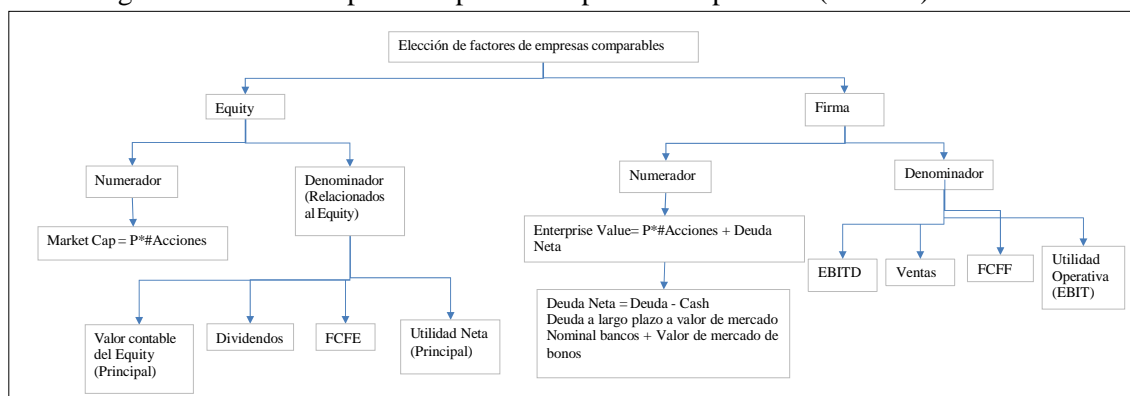 Elección de factores de empresas comparables
Equity
Firma
Numerador
Denominador
(Relacionados
al Equity)
Numerador
Denominador
Market Cap = P*#Acciones
Enterprise Value= P*#Acciones + Deuda
Neta
EBITD
Ventas
FCFF
Utilidad
Operativa
(EBIT)
Valor contable
del Equity
(Principal)
Dividendos
FCFE
Utilidad Neta
(Principal)
Deuda Neta = Deuda - Cash
Deuda a largo plazo a valor de mercado
Nominal bancos + Valor de mercado de
bonos